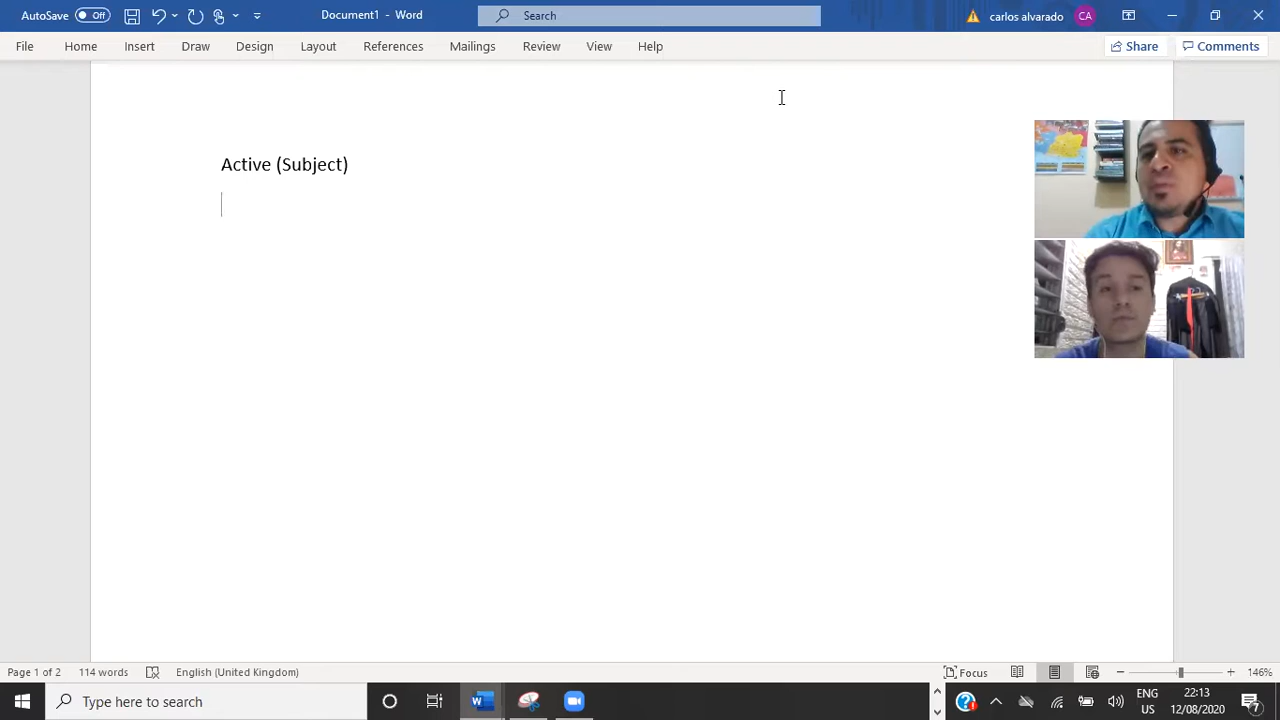 AutoSave Off Document1 - Word Search carlos alvarado CA
File Home Insert Draw Design Layout References Mailings Review View Help Share Comments
Active (Subject)
Page 1 of 2 114 words English (United Kingdom) Focus 146%
Type here to search ENG 22:13
US 12/08/2020 7